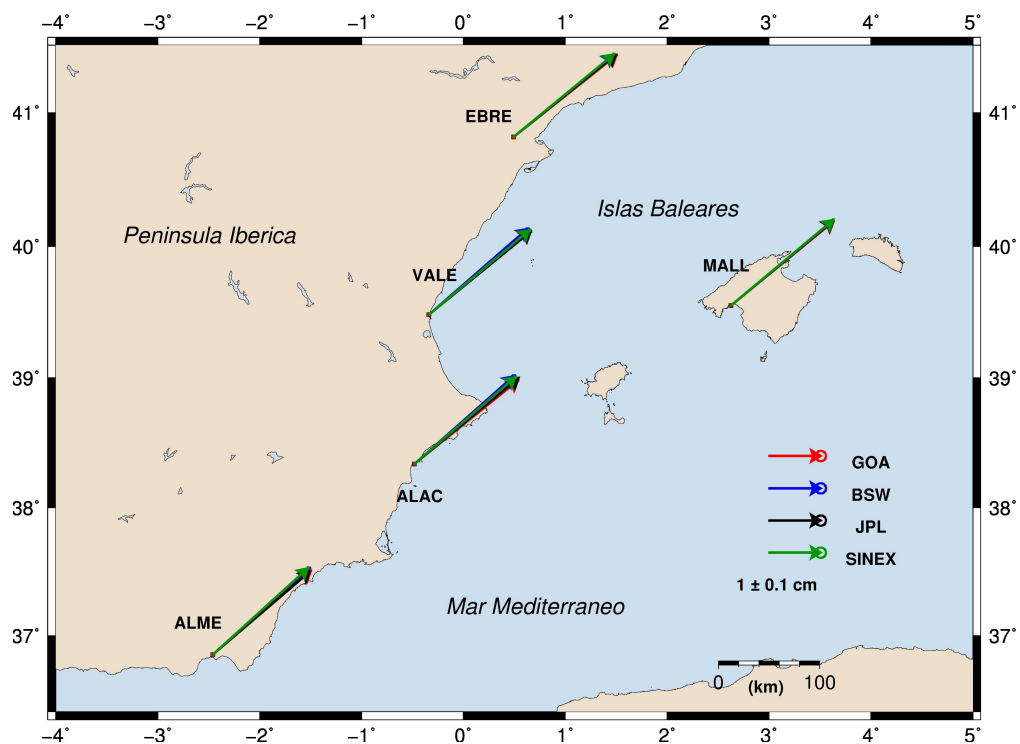 −4˚ −3˚ −2˚ −1˚ 0˚ 1˚ 2˚ 3˚ 4˚ 5˚
41˚ EBRE 41˚
Islas Baleares
Peninsula Iberica
40˚ 40˚
MALL
VALE
39˚ 39˚
GOA
ALAC BSW
38˚ 38˚
JPL
SINEX
1 ± 0.1 cm
Mar Mediterraneo
ALME
37˚ 37˚
0 (km) 100
−4˚ −3˚ −2˚ −1˚ 0˚ 1˚ 2˚ 3˚ 4˚ 5˚